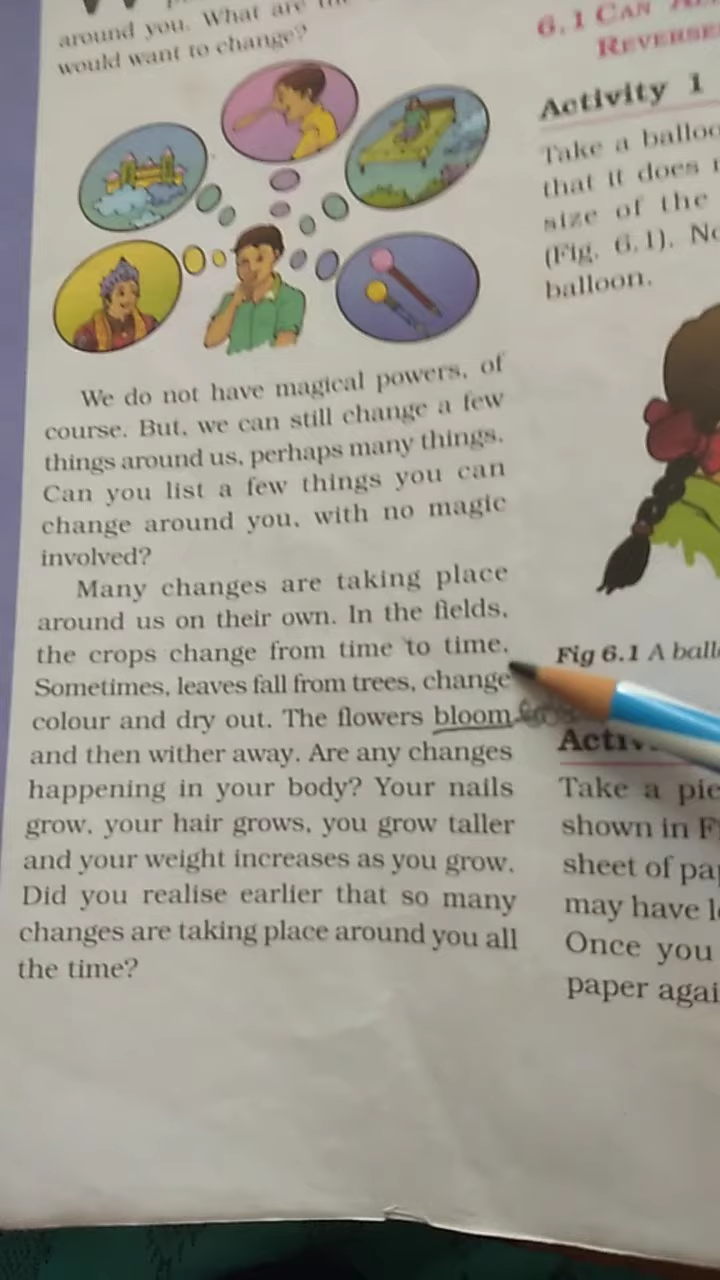 around you. What are
would want to change?
We do not have magical powers, of
course. But, we can still change a few
things around us, perhaps many things.
Can you list a few things you can
change around you, with no magic
involved?
Many changes are taking place
around us on their own. In the fields,
the crops change from time to time.
Sometimes, leaves fall from trees, change
colour and dry out. The flowers bloom
and then wither away. Are any changes
happening in your body? Your nails
grow, your hair grows, you grow taller
and your weight increases as you grow.
Did you realise earlier that so many
changes are taking place around you all
the time?
6.1 CAN
Activity 1
Take a
that it does
size of the
(Fig. 6.1).
balloon.
Fig 6.1 A
Take a
shown in
sheet of
may have
Once you
paper